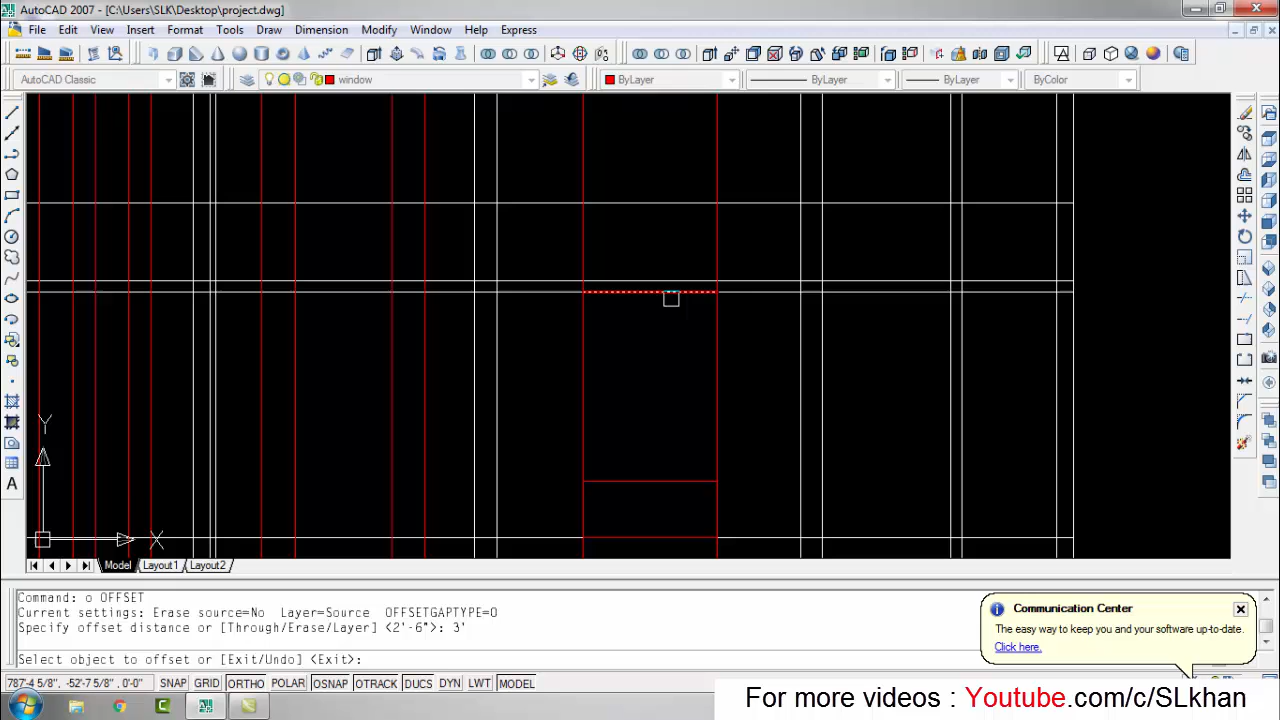 AutoCAD 2007 - [C:\Users\SLK\Desktop\project.dwg]
File Edit View Insert Format Tools Draw Dimension Modify Window Help Express
AutoCAD Classic window ByLayer ByLayer ByLayer ByColor
A
Y
X
Model Layout1 Layout2
Command: o OFFSET
Current settings: Erase source=No  Layer=Source  OFFSETGAPTYPE=0
Specify offset distance or [Through/Erase/Layer] <2'-6">: 3'
Select object to offset or [Exit/Undo] <Exit>:
Communication Center
The easy way to keep you and your software up-to-date.
Click here.
787'-4 5/8", -52'-7 5/8" , 0'-0" SNAP GRID ORTHO POLAR OSNAP OTRACK DUCS DYN LWT MODEL
For more videos : Youtube.com/c/SLkhan